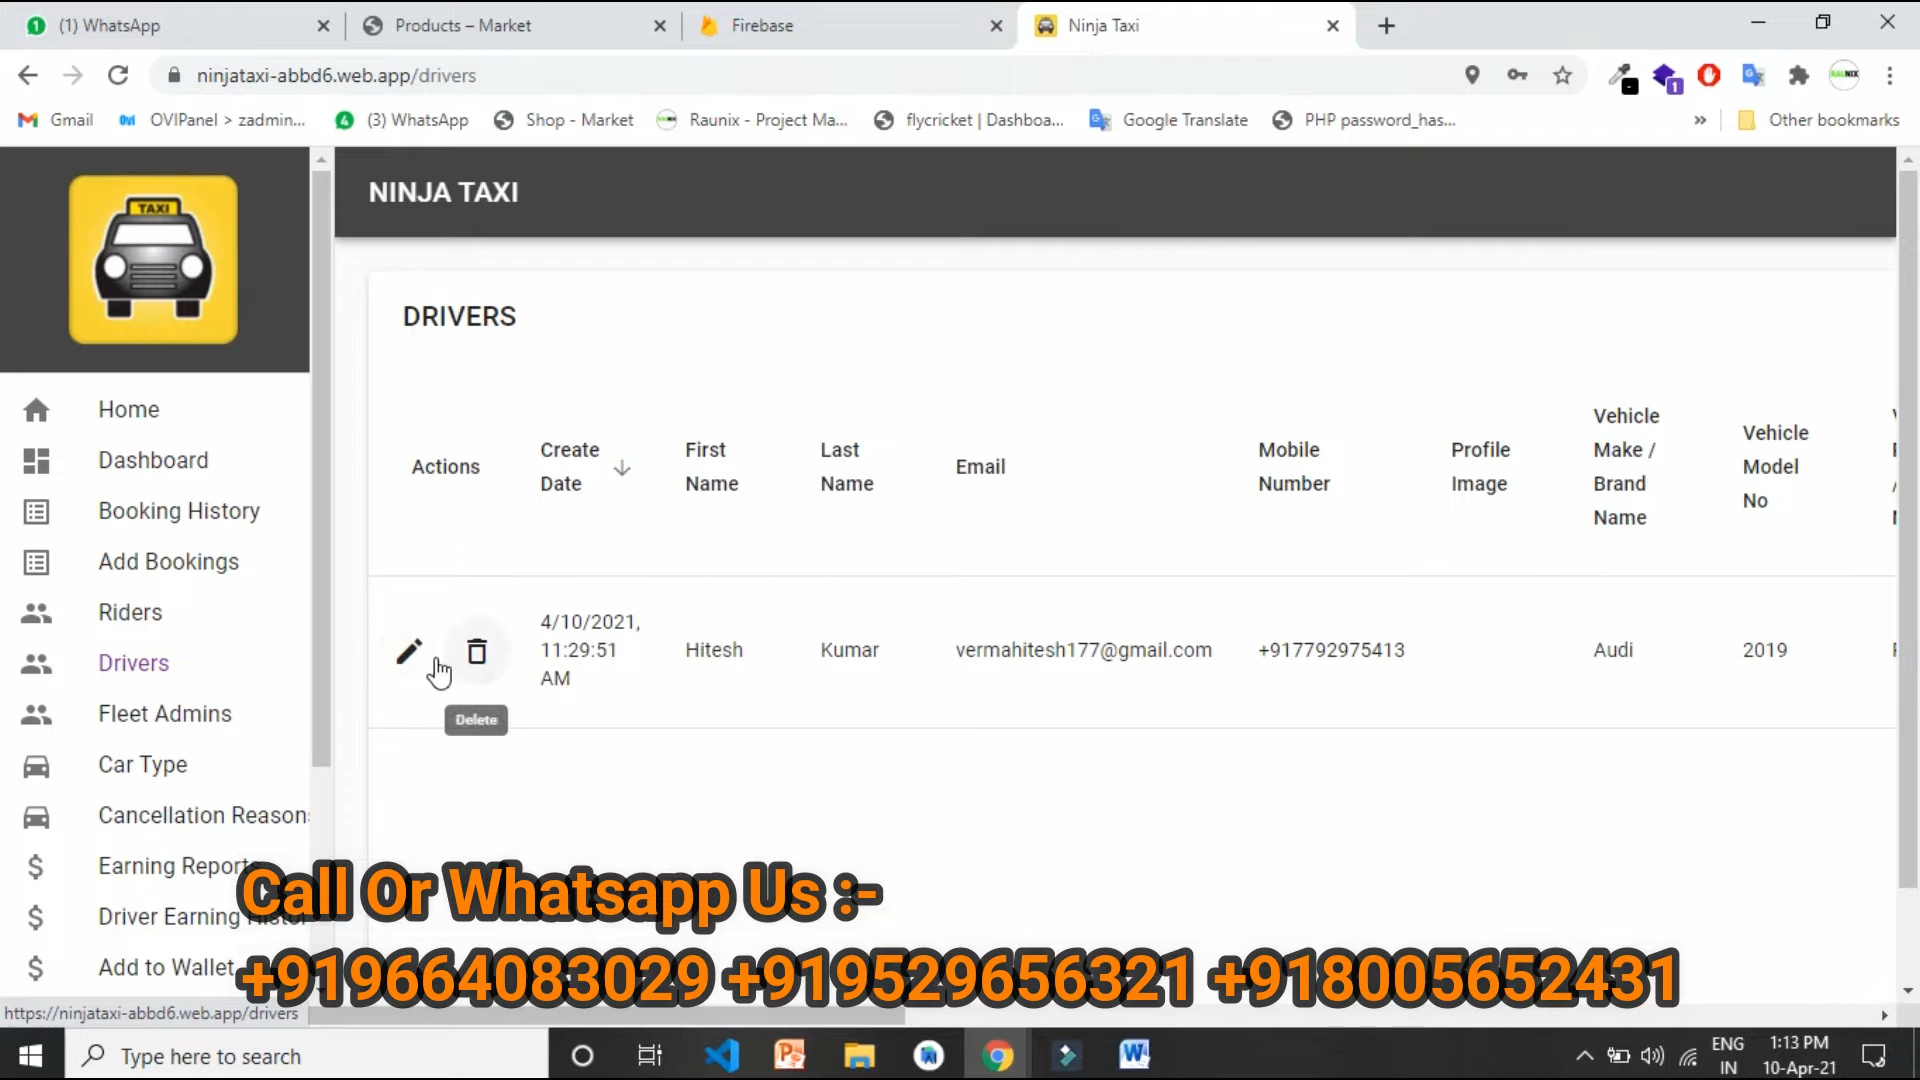 (1) WhatsApp
Products – Market
Firebase
Ninja Taxi
ninjataxi-abbd6.web.app/drivers
1
Gmail
OVIPanel > zadmin...
(3) WhatsApp
Shop - Market
Raunix - Project Ma...
flycricket | Dashboa...
Google Translate
PHP password_has...
»
Other bookmarks
TAXI
NINJA TAXI
DRIVERS
Home
Dashboard
Booking History
Add Bookings
Riders
Drivers
Fleet Admins
Car Type
Cancellation Reason
Earning Reports
Driver Earning Histor
Add to Wallet
Actions
Create
Date
First
Name
Last
Name
Email
Mobile
Number
Profile
Image
Vehicle
Make /
Brand
Name
Vehicle
Model
No
4/10/2021,
11:29:51
AM
Hitesh
Kumar
vermahitesh177@gmail.com
+917792975413
Audi
2019
Delete
Call Or Whatsapp Us :-
+919664083029 +919529656321 +918005652431
https://ninjataxi-abbd6.web.app/drivers
Type here to search
ENG
IN
1:13 PM
10-Apr-21